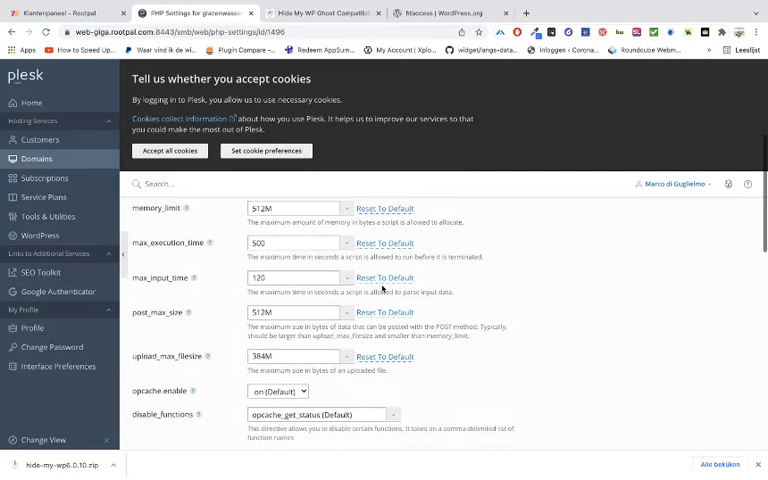 Klantenpaneel – Rootpal
PHP Settings for glazenwasser
Hide My WP Ghost Compatibili
htaccess | WordPress.org
web-giga.rootpal.com:8443/smb/web/php-settings/id/1496
Apps
How to Speed Up...
Waar vind ik de wi...
Plugin Compare -...
Redeem AppSum...
My Account | Xplo...
widget/angs-data...
Inloggen ‹ Corona...
Roundcube Webm...
»
Leeslijst
plesk
Home
Hosting Services
Customers
Domains
Subscriptions
Service Plans
Tools & Utilities
WordPress
Links to Additional Services
SEO Toolkit
Google Authenticator
My Profile
Profile
Change Password
Interface Preferences
Change View
Tell us whether you accept cookies
By logging in to Plesk, you allow us to use necessary cookies.
Cookies collect information about how you use Plesk. It helps us to improve our services so that
you could make the most out of Plesk.
Accept all cookies
Set cookie preferences
Search...
Marco di Guglielmo
memory_limit
512M
Reset To Default
The maximum amount of memory in bytes a script is allowed to allocate.
max_execution_time
500
Reset To Default
The maximum time in seconds a script is allowed to run before it is terminated.
max_input_time
120
Reset To Default
The maximum time in seconds a script is allowed to parse input data.
post_max_size
512M
Reset To Default
The maximum size in bytes of data that can be posted with the POST method. Typically,
should be larger than upload_max_filesize and smaller than memory_limit.
upload_max_filesize
384M
Reset To Default
The maximum size in bytes of an uploaded file.
opcache.enable
on (Default)
disable_functions
opcache_get_status (Default)
This directive allows you to disable certain functions. It takes on a comma-delimited list of
function names
hide-my-wp6.0.10.zip
Alle bekijken